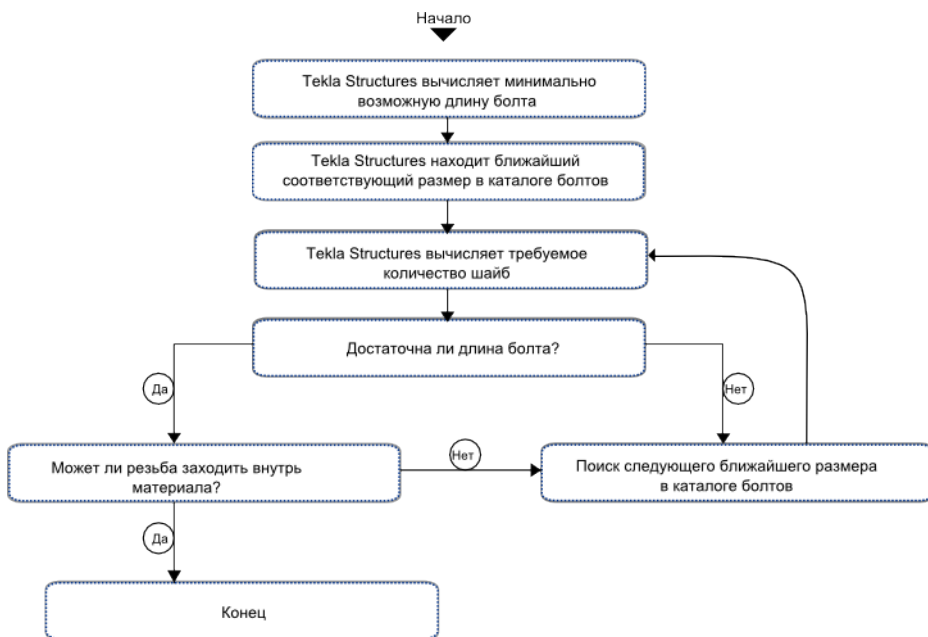 Начало
Tekla Structures вычисляет минимально
возможную длину болта
Tekla Structures находит ближайший
соответствующий размер в каталоге болтов
Tekla Structures вычисляет требуемое
количество шайб
Достаточна ли длина болта?
Да
Нет
Может ли резьба заходить внутрь
материала?
Нет
Поиск следующего ближайшего размера
в каталоге болтов
Да
Конец